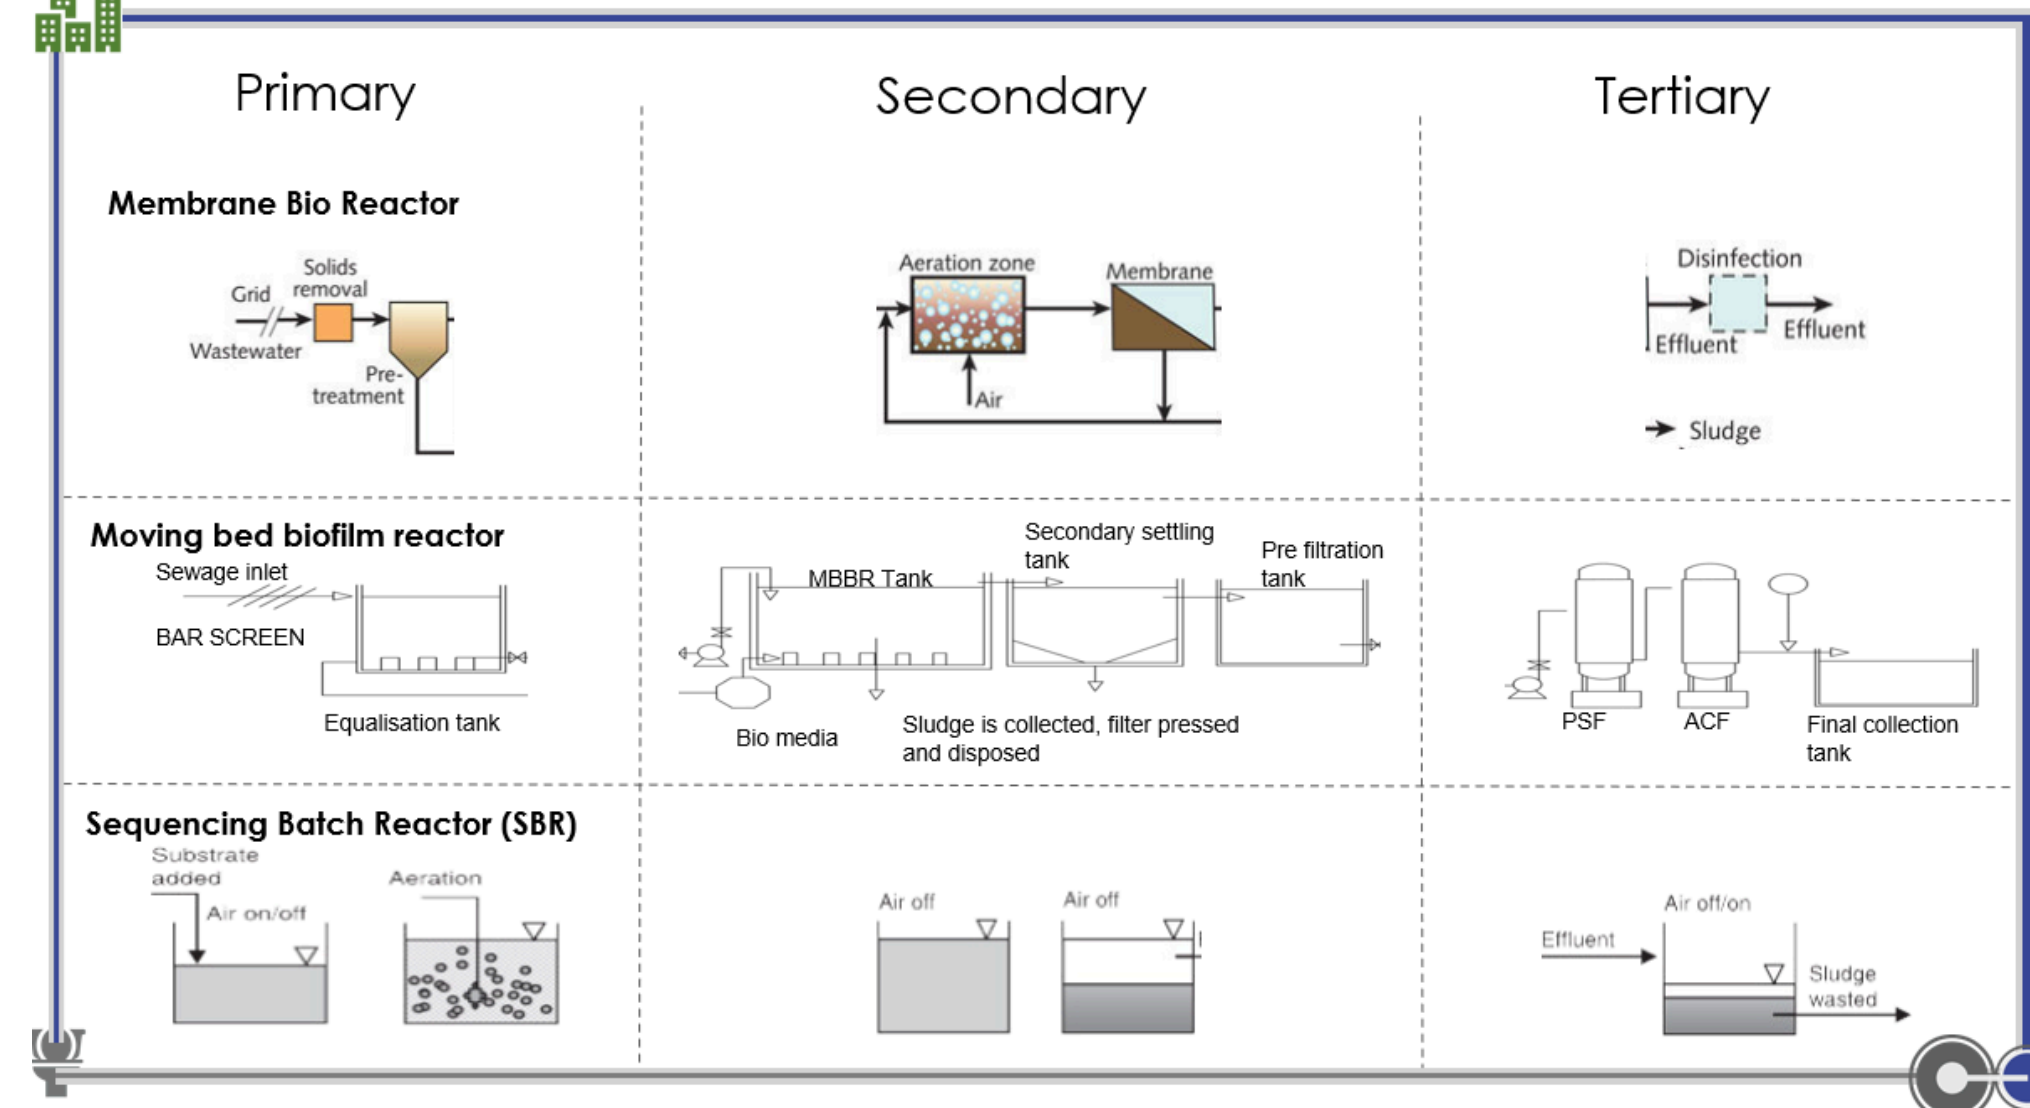 Primary
Secondary
Tertiary
Membrane Bio Reactor
Solids
removal
Grid
Wastewater
Pre-
treatment
Aeration zone
Membrane
Air
Disinfection
Effluent
Effluent
Sludge
Moving bed biofilm reactor
Sewage inlet
BAR SCREEN
Equalisation tank
MBBR Tank
Secondary settling
tank
Pre filtration
tank
Bio media
Sludge is collected, filter pressed
and disposed
PSF
ACF
Final collection
tank
Sequencing Batch Reactor (SBR)
Substrate
added
Air on/off
Aeration
Air off
Air off
Air off/on
Effluent
Sludge
wasted